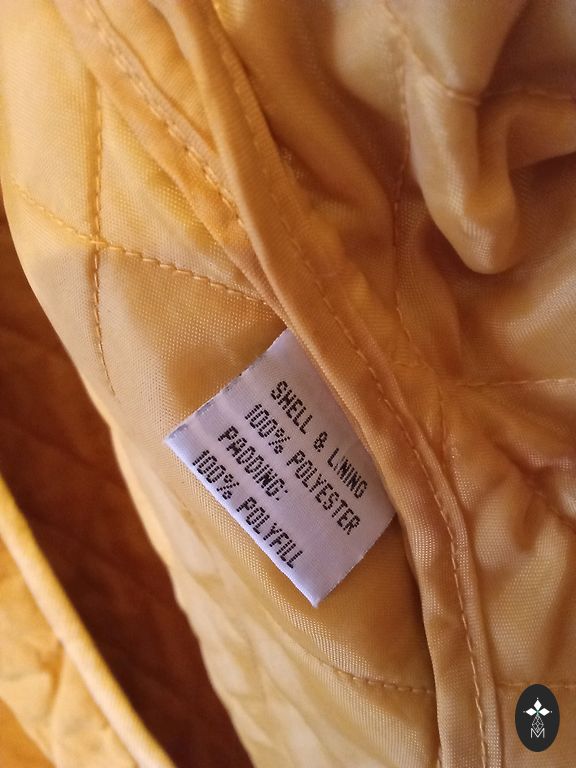 SHELL & LINING
100% POLYESTER
PADDING:
100% POLYFILL